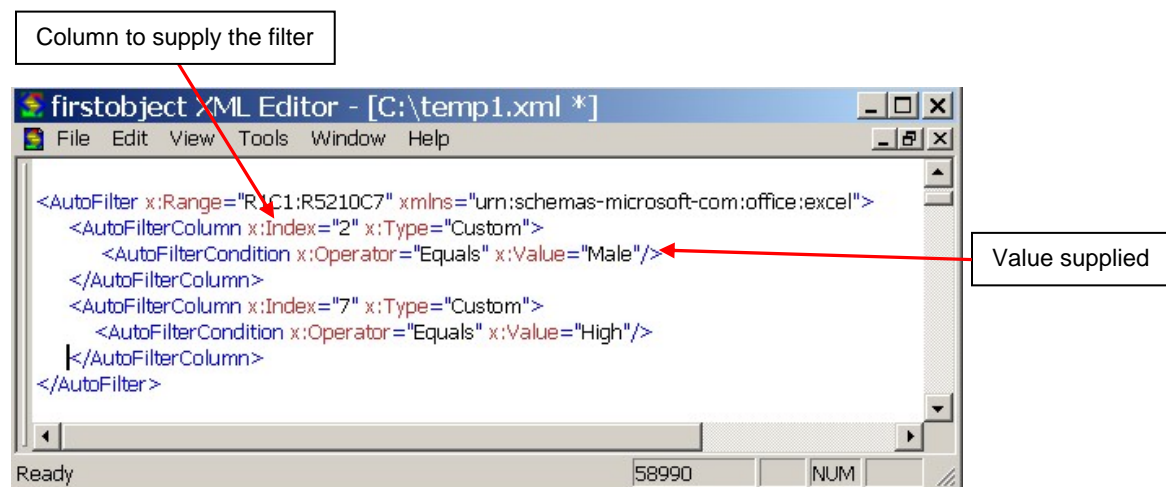 Column to supply the filter
firstobject XML Editor - [C:\temp1.xml *]
File Edit View Tools Window Help
<AutoFilter x:Range="R1C1:R5210C7" xmlns="urn:schemas-microsoft-com:office:excel">
<AutoFilterColumn x:Index="2" x:Type="Custom">
<AutoFilterCondition x:Operator="Equals" x:Value="Male"/>
Value supplied
</AutoFilterColumn>
<AutoFilterColumn x:Index="7" x:Type="Custom">
<AutoFilterCondition x:Operator="Equals" x:Value="High"/>
</AutoFilterColumn>
</AutoFilter>
Ready 58990 NUM